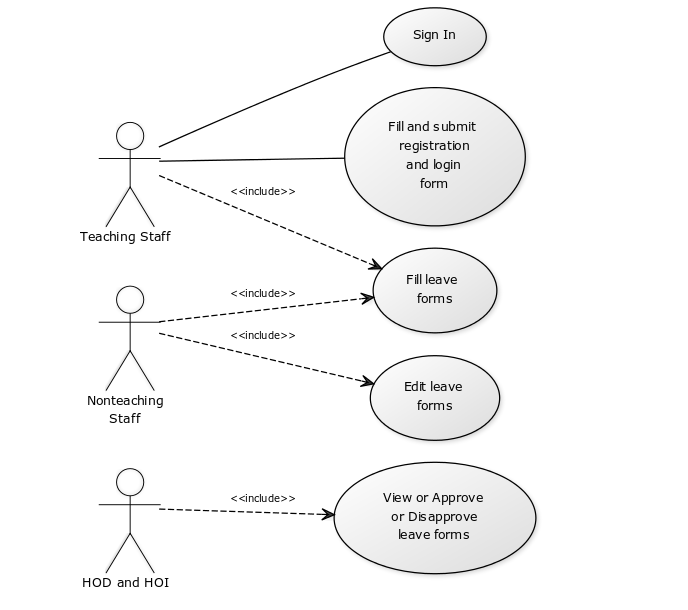 Sign In
Fill and submit
registration
and login
form
<<include>>
Teaching Staff
Fill leave
forms
<<include>>
<<include>>
Edit leave
forms
Nonteaching
Staff
<<include>>
View or Approve
or Disapprove
leave forms
HOD and HOI